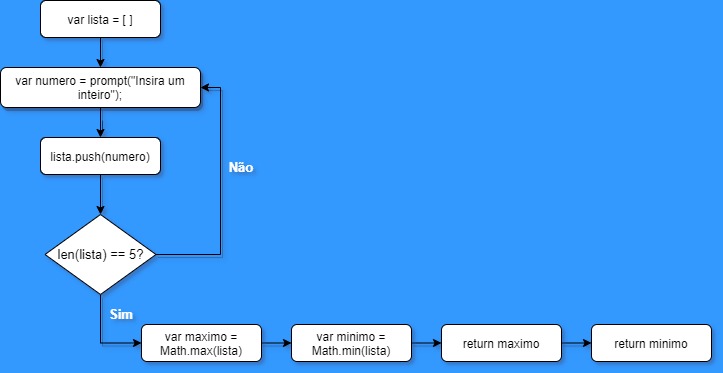 var lista = [ ]
var numero = prompt("Insira um
inteiro");
lista.push(numero)
Não
len(lista) == 5?
Sim
var maximo =
Math.max(lista)
var minimo =
Math.min(lista)
return maximo
return minimo